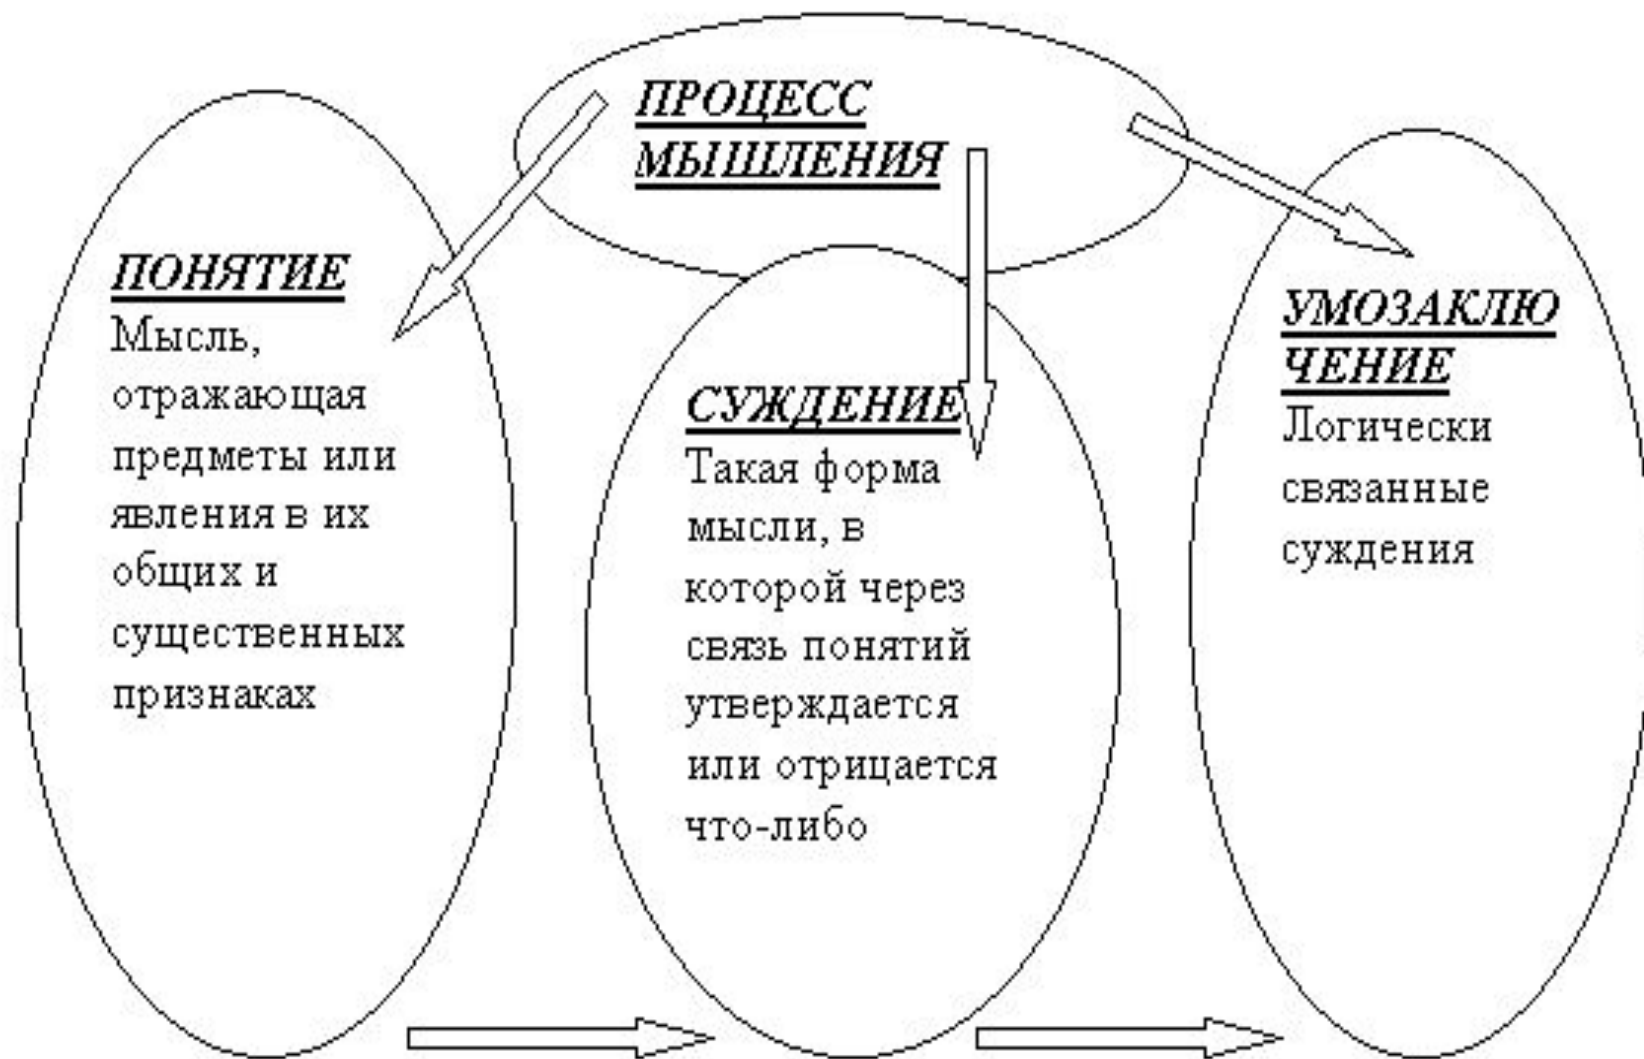 ПРОЦЕСС
МЫШЛЕНИЯ
ПОНЯТИЕ
Мысль,
отражающая
предметы или
явления в их
общих и
существенных
признаках
СУЖДЕНИЕ
Такая форма
мысли, в
которой через
связь понятий
утверждается
или отрицается
что-либо
УМОЗАКЛЮ
ЧЕНИЕ
Логически
связанные
суждения